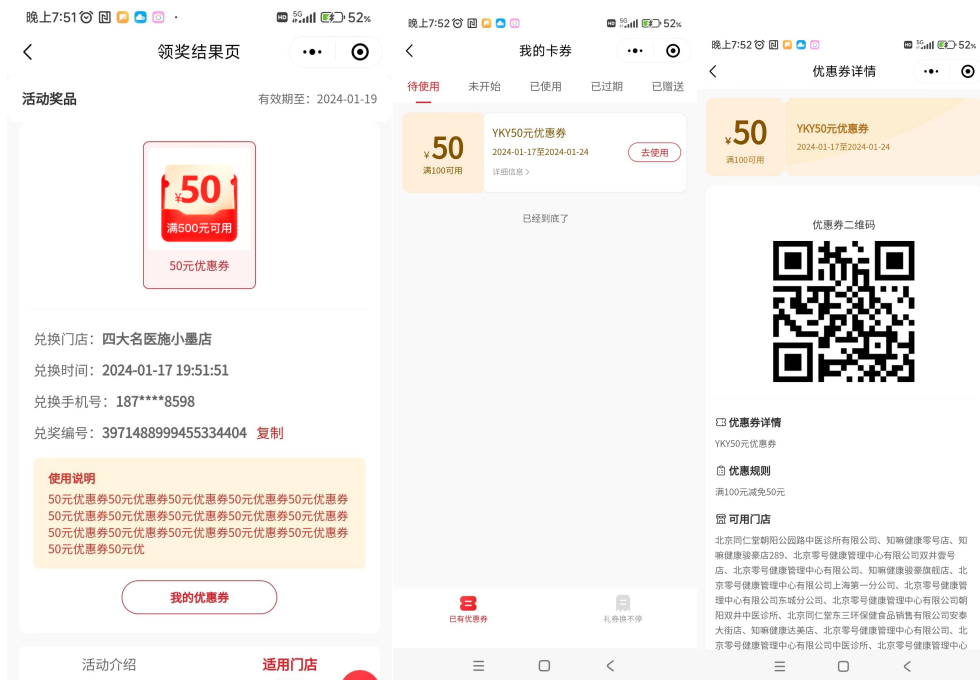 晚上7:51
HD 5G 52%
领奖结果页
活动奖品
有效期至：2024-01-19
¥50
满500元可用
50元优惠券
兑换门店：四大名医施小墨店
兑换时间：2024-01-17 19:51:51
兑换手机号：187****8598
兑奖编号：3971488999455334404 复制
使用说明
50元优惠券50元优惠券50元优惠券50元优惠券50元优惠券
50元优惠券50元优惠券50元优惠券50元优惠券50元优惠券
50元优惠券50元优惠券50元优惠券50元优惠券50元优惠券
50元优惠券50元优
我的优惠券
活动介绍
适用门店
晚上7:52
HD 5G 52%
我的卡券
待使用
未开始
已使用
已过期
已赠送
¥50
满100可用
YKY50元优惠券
2024-01-17至2024-01-24
详细信息
去使用
已经到底了
已有优惠券
礼券换不停
晚上7:52
HD 5G 52%
优惠券详情
¥50
满100可用
YKY50元优惠券
2024-01-17至2024-01-24
优惠券二维码
优惠券详情
YKY50元优惠券
优惠规则
满100元减免50元
可用门店
北京同仁堂朝阳公园路中医诊所有限公司、知嘛健康零号店、知
嘛健康骏豪店289、北京零号健康管理中心有限公司双井壹号
店、北京零号健康管理中心有限公司、知嘛健康骏豪旗舰店、北
京零号健康管理中心有限公司上海第一分公司、北京零号健康管
理中心有限公司东城分公司、北京零号健康管理中心有限公司朝
阳双井中医诊所、北京同仁堂东三环保健食品销售有限公司安泰
大街店、知嘛健康达美店、北京零号健康管理中心有限公司、北
京零号健康管理中心有限公司中医诊所、北京零号健康管理中心